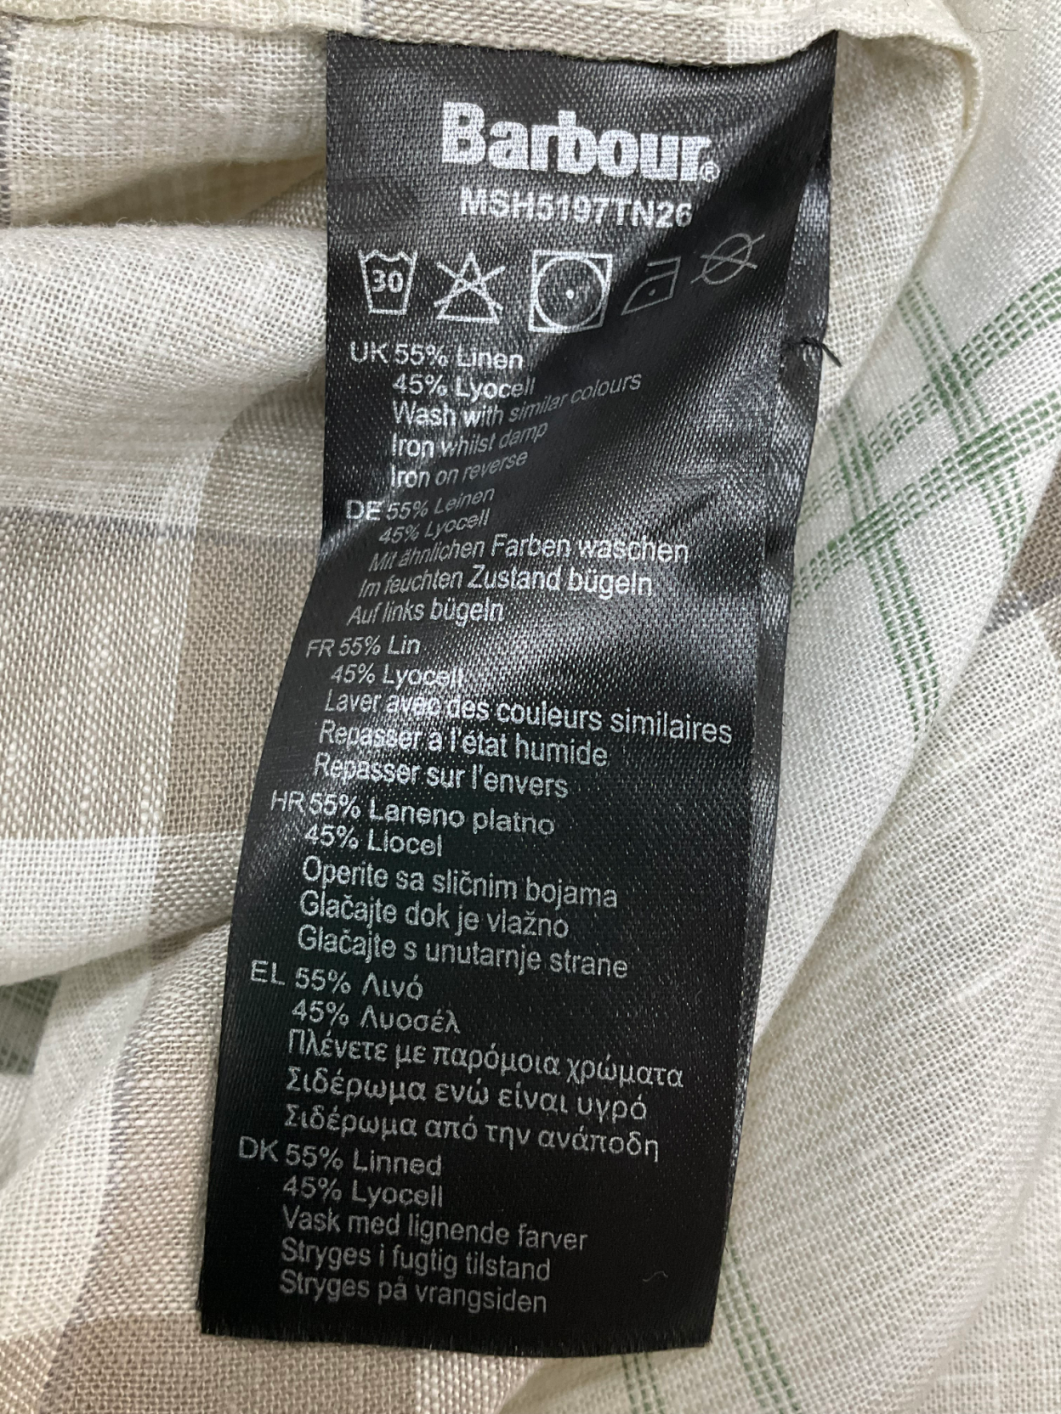 Barbour®
MSH5197TN26
30
UK 55% Linen
45% Lyocell
Wash with similar colours
Iron whilst damp
Iron on reverse
DE 55% Leinen
45% Lyocell
Mit ähnlichen Farben waschen
Im feuchten Zustand bügeln
Auf links bügeln
FR 55% Lin
45% Lyocell
Laver avec des couleurs similaires
Repasser à l'état humide
Repasser sur l'envers
HR 55% Laneno platno
45% Llocel
Operite sa sličnim bojama
Glačajte dok je vlažno
Glačajte s unutarnje strane
EL 55% Λινό
45% Λυοσέλ
Πλένετε με παρόμοια χρώματα
Σιδέρωμα ενώ είναι υγρό
Σιδέρωμα από την ανάποδη
DK 55% Linned
45% Lyocell
Vask med lignende farver
Stryges i fugtig tilstand
Stryges på vrangsiden